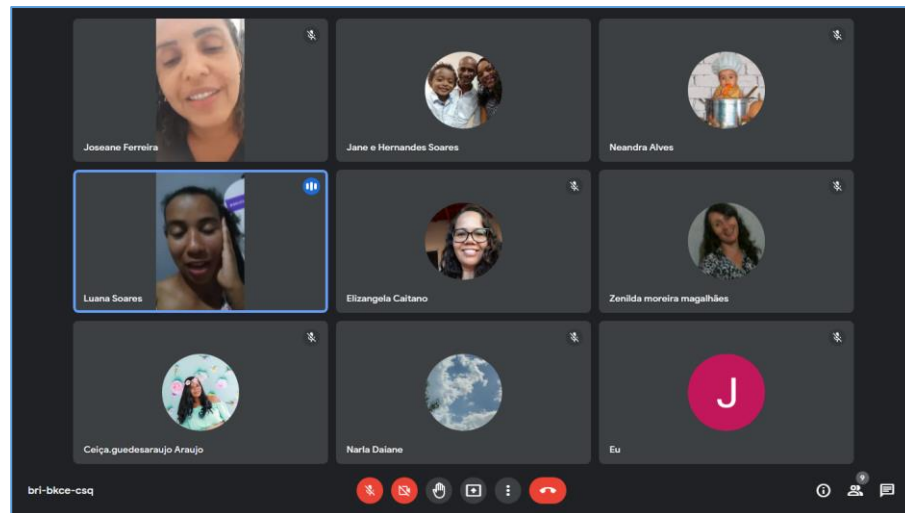 Joseane Ferreira
Jane e Hernandes Soares
Neandra Alves
Luana Soares
Elizangela Caitano
Zenilda moreira magalhães
Ceiça.guedesaraujo Araujo
Narla Daiane
J
Eu
bri-bkce-csq
9